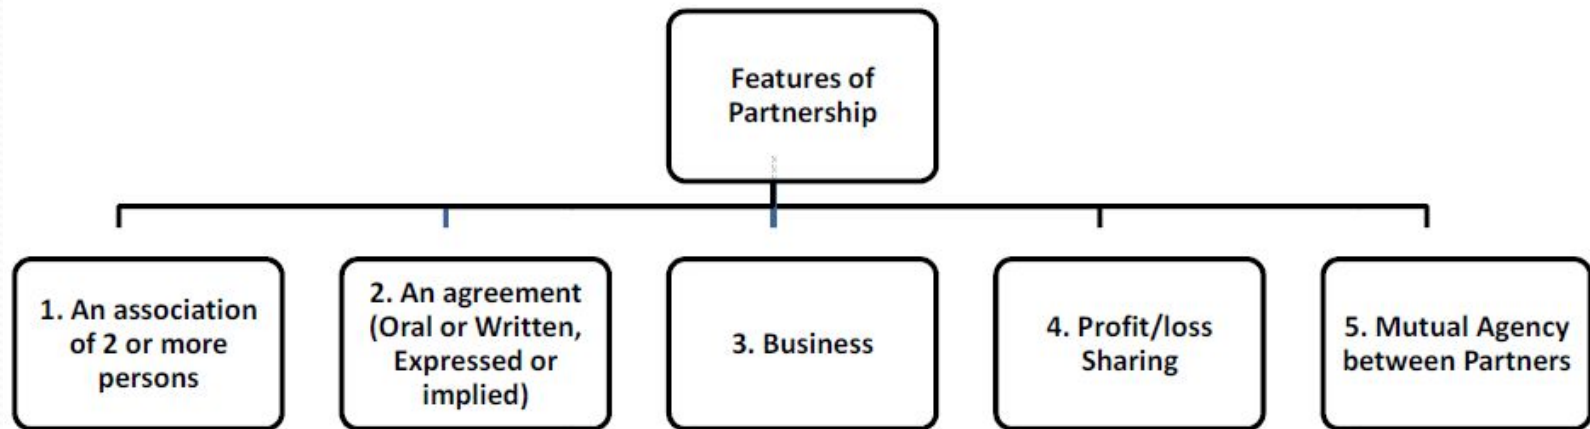 Features of
Partnership
1. An association
of 2 or more
persons
2. An agreement
(Oral or Written,
Expressed or
implied)
3. Business
4. Profit/loss
Sharing
5. Mutual Agency
between Partners